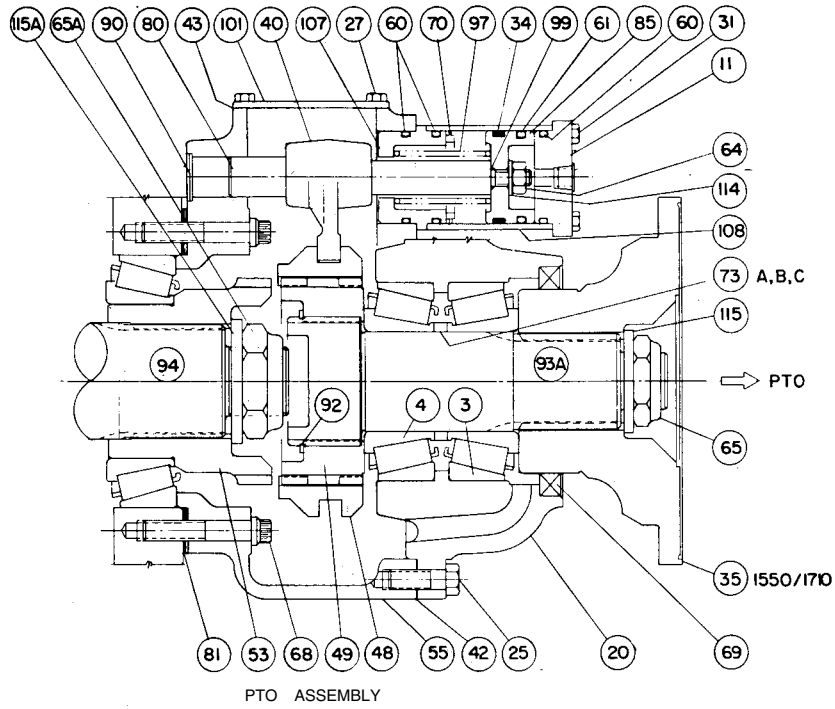 115A 65A 90 80 43 101 40 107 27 60 70 97 34 99 61 85 60 31
11
64
114
108
73 A,B,C
115
94 93A PTO
92 4 3
65
35 1550/1710
81 53 68 49 48 55 42 25 20 69
PTO ASSEMBLY